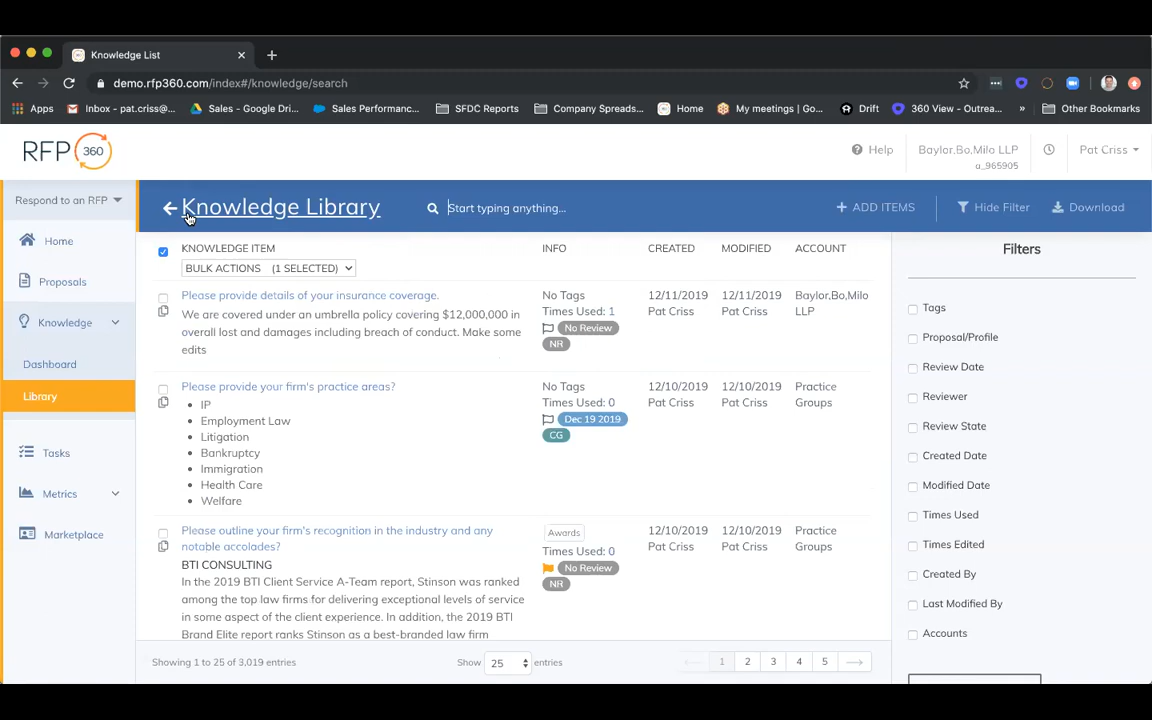 Knowledge List
demo.rfp360.com/index#/knowledge/search
Apps
Inbox - pat.criss@...
Sales - Google Dri...
Sales Performanc...
SFDC Reports
Company Spreads...
Home
My meetings | Go...
Drift
360 View - Outrea...
»
Other Bookmarks
RFP 360
Help
Baylor,Bo,Milo LLP
a_965905
Pat Criss
Respond to an RFP
Home
Proposals
Knowledge
Dashboard
Library
Tasks
Metrics
Marketplace
Knowledge Library
Start typing anything...
ADD ITEMS
Hide Filter
Download
KNOWLEDGE ITEM
INFO
CREATED
MODIFIED
ACCOUNT
BULK ACTIONS (1 SELECTED)
Please provide details of your insurance coverage.
We are covered under an umbrella policy covering $12,000,000 in
overall lost and damages including breach of conduct. Make some
edits
No Tags
Times Used: 1
No Review
NR
12/11/2019
Pat Criss
12/11/2019
Pat Criss
Baylor,Bo,Milo
LLP
Please provide your firm's practice areas?
• IP
• Employment Law
• Litigation
• Bankruptcy
• Immigration
• Health Care
• Welfare
No Tags
Times Used: 0
Dec 19 2019
CG
12/10/2019
Pat Criss
12/10/2019
Pat Criss
Practice
Groups
Please outline your firm's recognition in the industry and any
notable accolades?
BTI CONSULTING
In the 2019 BTI Client Service A-Team report, Stinson was ranked
among the top law firms for delivering exceptional levels of service
in some aspect of the client experience. In addition, the 2019 BTI
Brand Elite report ranks Stinson as a best-branded law firm
Awards
Times Used: 0
No Review
NR
12/10/2019
Pat Criss
12/10/2019
Pat Criss
Practice
Groups
Showing 1 to 25 of 3,019 entries
Show 25 entries
1 2 3 4 5
Filters
Tags
Proposal/Profile
Review Date
Reviewer
Review State
Created Date
Modified Date
Times Used
Times Edited
Created By
Last Modified By
Accounts